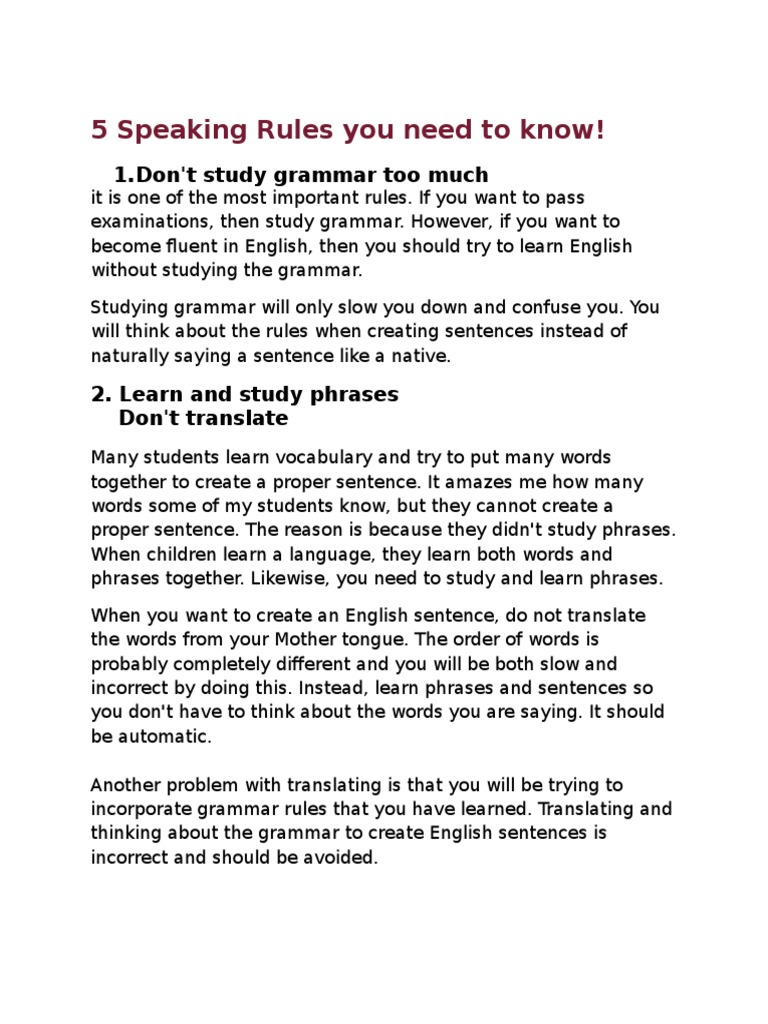 5 Speaking Rules you need to know!
1.Don't study grammar too much
it is one of the most important rules. If you want to pass
examinations, then study grammar. However, if you want to
become fluent in English, then you should try to learn English
without studying the grammar.
Studying grammar will only slow you down and confuse you. You
will think about the rules when creating sentences instead of
naturally saying a sentence like a native.
2. Learn and study phrases
Don't translate
Many students learn vocabulary and try to put many words
together to create a proper sentence. It amazes me how many
words some of my students know, but they cannot create a
proper sentence. The reason is because they didn't study phrases.
When children learn a language, they learn both words and
phrases together. Likewise, you need to study and learn phrases.
When you want to create an English sentence, do not translate
the words from your Mother tongue. The order of words is
probably completely different and you will be both slow and
incorrect by doing this. Instead, learn phrases and sentences so
you don't have to think about the words you are saying. It should
be automatic.
Another problem with translating is that you will be trying to
incorporate grammar rules that you have learned. Translating and
thinking about the grammar to create English sentences is
incorrect and should be avoided.